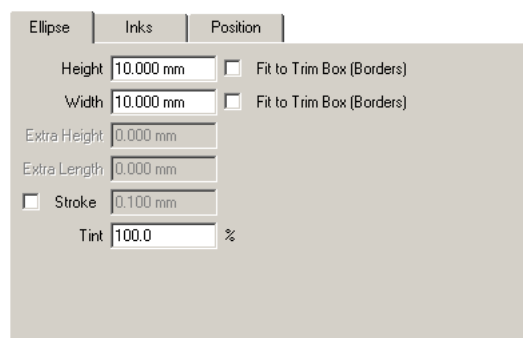 Ellipse Inks Position
Height 10.000 mm Fit to Trim Box (Borders)
Width 10.000 mm Fit to Trim Box (Borders)
Extra Height 0.000 mm
Extra Length 0.000 mm
Stroke 0.100 mm
Tint 100.0 %